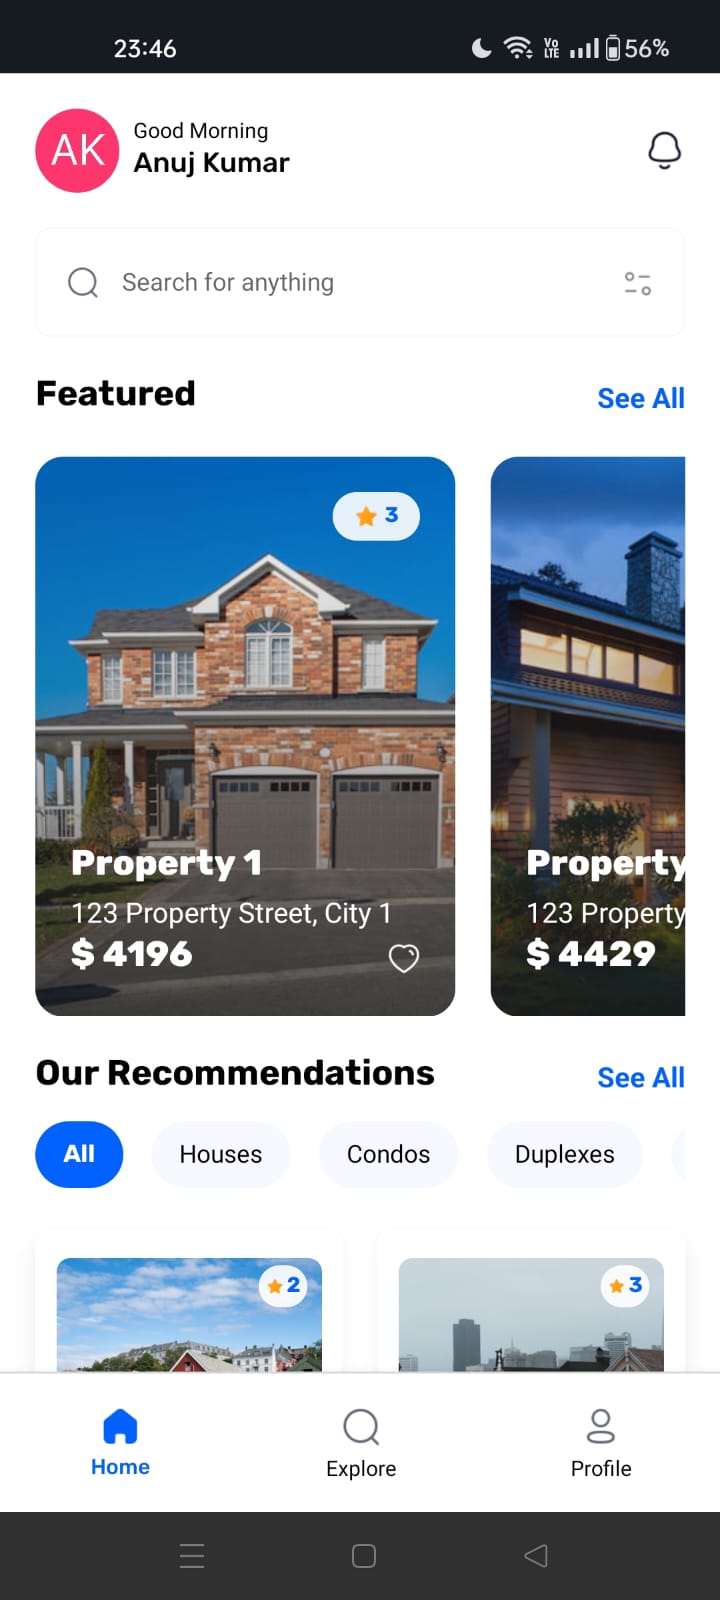 23:46
Vo LTE
56%
AK
Good Morning
Anuj Kumar
Search for anything
Featured
See All
3
Property 1
123 Property Street, City 1
$ 4196
Property
123 Property
$ 4429
Our Recommendations
See All
All
Houses
Condos
Duplexes
2
3
Home
Explore
Profile